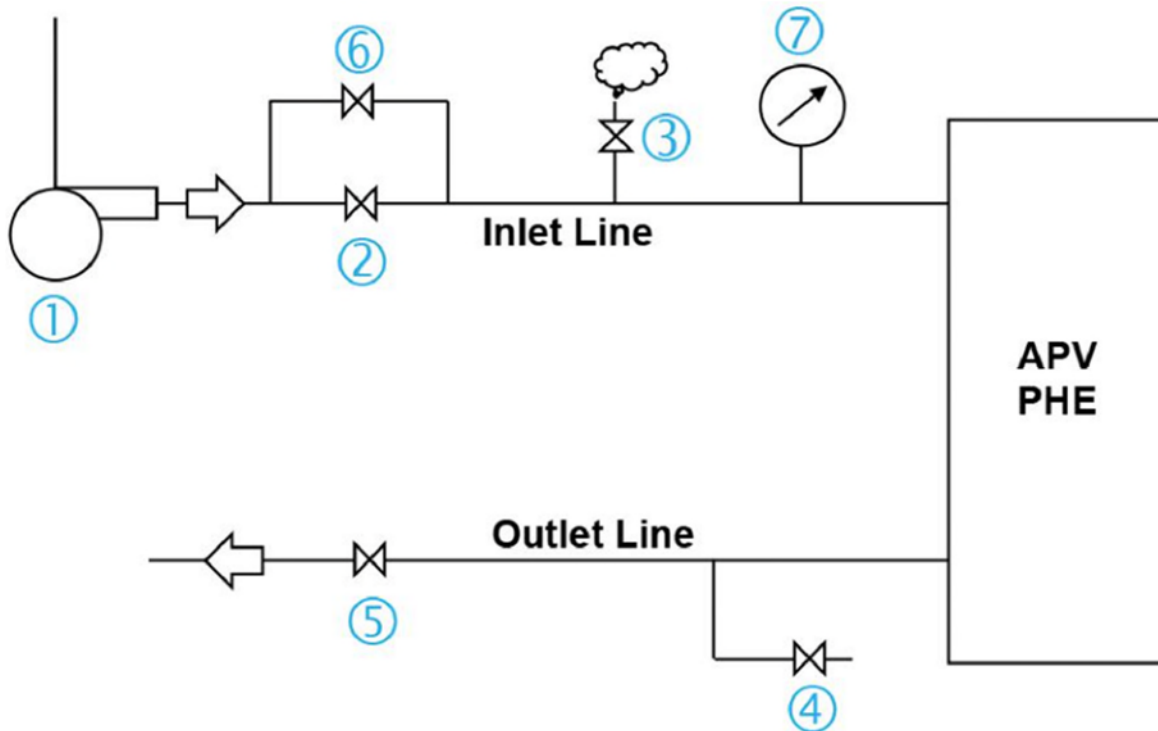 ⑥
⑦
③
Inlet Line
②
①
APV
PHE
Outlet Line
⑤
④